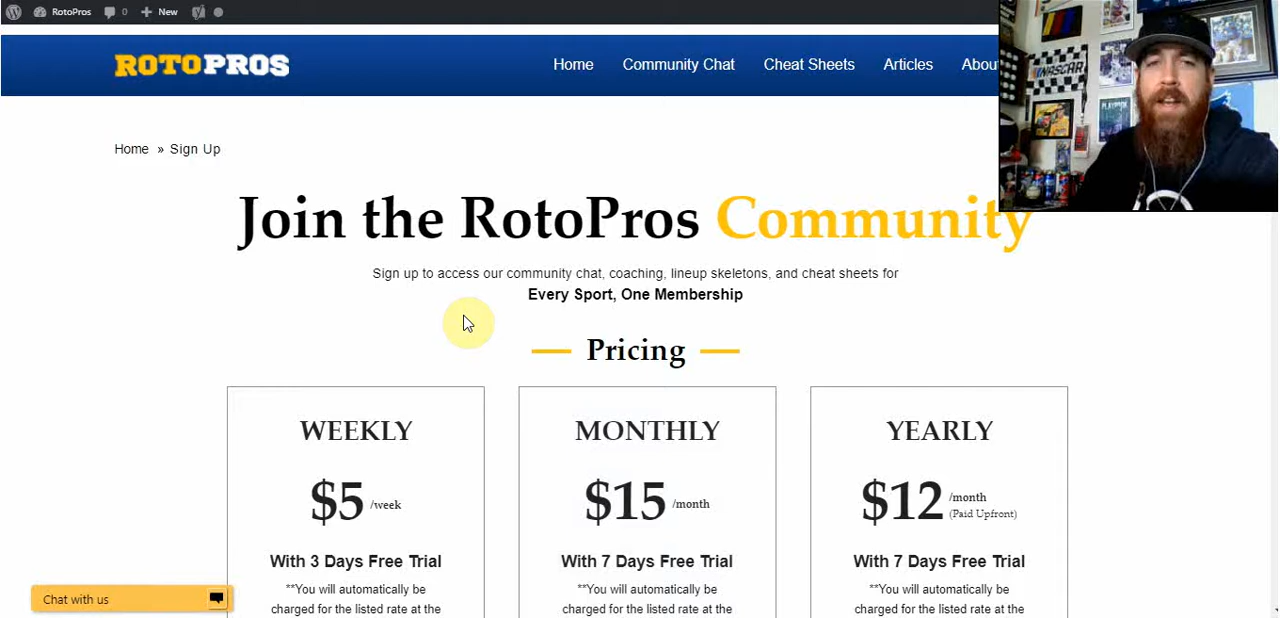 RotoPros 0 New
ROTOPROS
Home Community Chat Cheat Sheets Articles Abou
NASCAR
Home » Sign Up
Join the RotoPros Community
Sign up to access our community chat, coaching, lineup skeletons, and cheat sheets for
Every Sport, One Membership
Pricing
WEEKLY
$5 /week
With 3 Days Free Trial
**You will automatically be
charged for the listed rate at the
MONTHLY
$15 /month
With 7 Days Free Trial
**You will automatically be
charged for the listed rate at the
YEARLY
$12 /month
(Paid Upfront)
With 7 Days Free Trial
**You will automatically be
charged for the listed rate at the
Chat with us